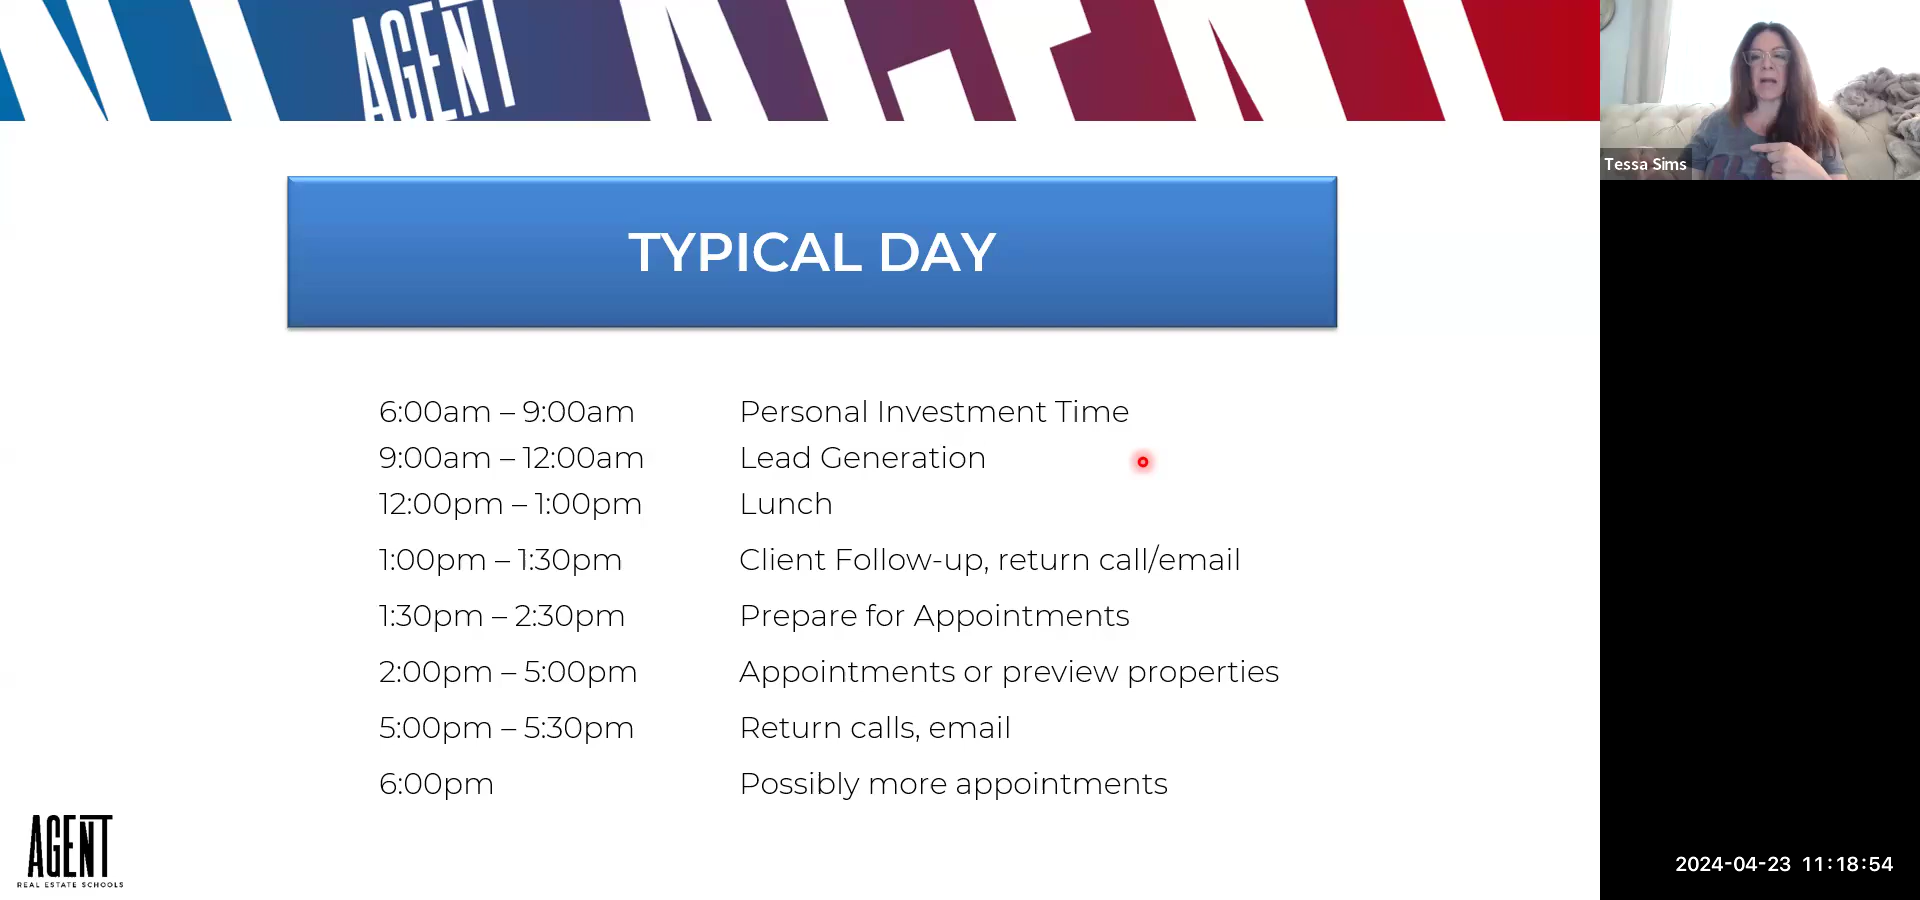 AGENT
Tessa Sims
TYPICAL DAY
6:00am – 9:00am Personal Investment Time
9:00am – 12:00am Lead Generation
12:00pm – 1:00pm Lunch
1:00pm – 1:30pm Client Follow-up, return call/email
1:30pm – 2:30pm Prepare for Appointments
2:00pm – 5:00pm Appointments or preview properties
5:00pm – 5:30pm Return calls, email
6:00pm Possibly more appointments
AGENT
REAL ESTATE SCHOOLS
2024-04-23 11:18:54